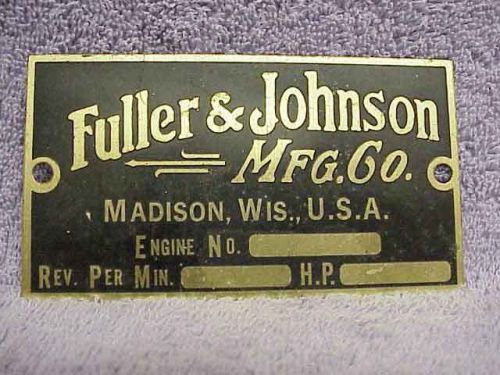 Fuller & Johnson
MFG. CO.
MADISON, WIS., U.S.A.
ENGINE NO.
REV. PER MIN. H.P.